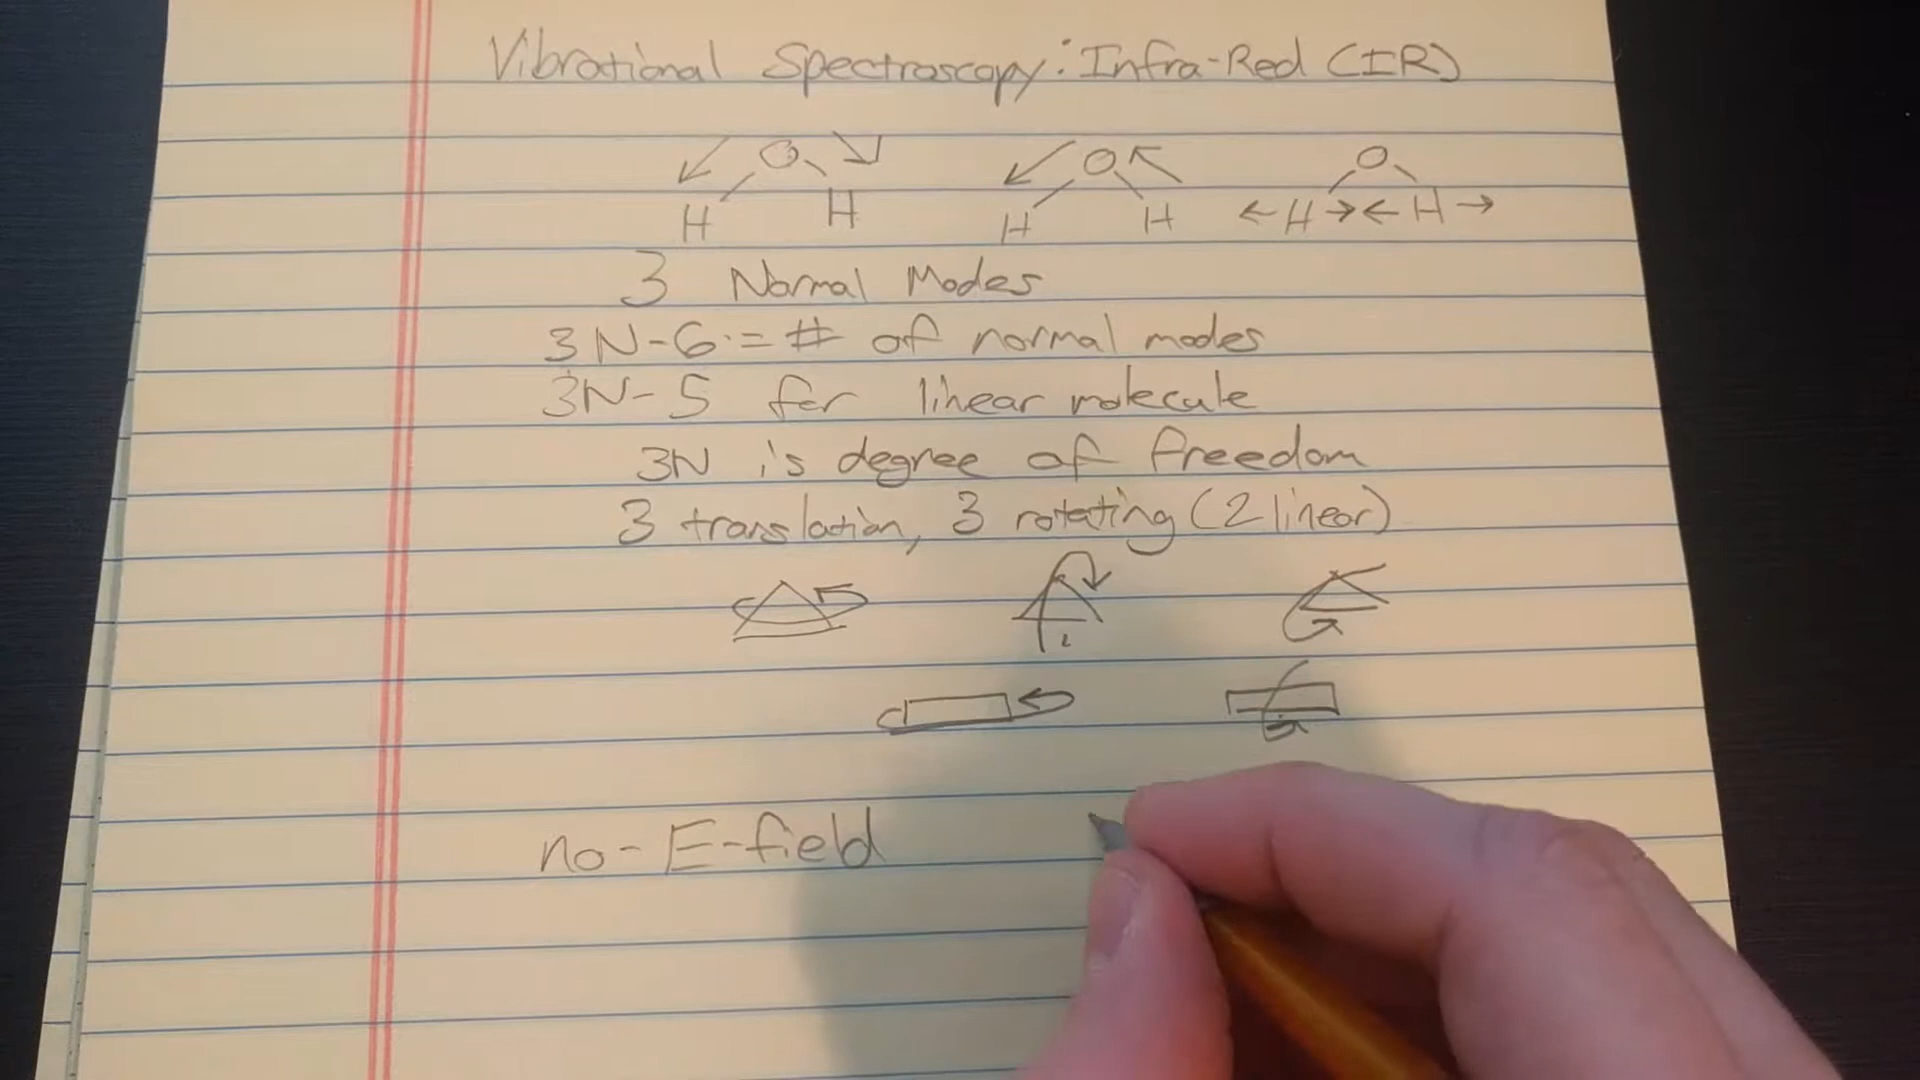 Vibrational Spectroscopy: Infra-Red (IR)
O O O
H H H H ← H → ← H →
3 Normal Modes
3N-6 = # of normal modes
3N-5 for linear molecule
3N is degree of freedom
3 translation, 3 rotating (2 linear)
no-E-field